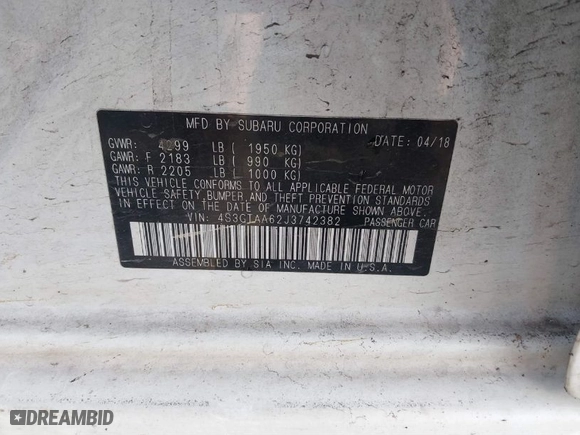 MFD BY SUBARU CORPORATION
GVWR: 4299 LB ( 1950 KG) DATE: 04/18
GAWR: F 2183 LB ( 990 KG)
GAWR: R 2205 LB ( 1000 KG)
THIS VEHICLE CONFORMS TO ALL APPLICABLE FEDERAL MOTOR
VEHICLE SAFETY, BUMPER, AND THEFT PREVENTION STANDARDS
IN EFFECT ON THE DATE OF MANUFACTURE SHOWN ABOVE.
VIN: 4S3GTAA62J3742382 PASSENGER CAR
ASSEMBLED BY SIA INC. MADE IN U.S.A.
DREAMBID